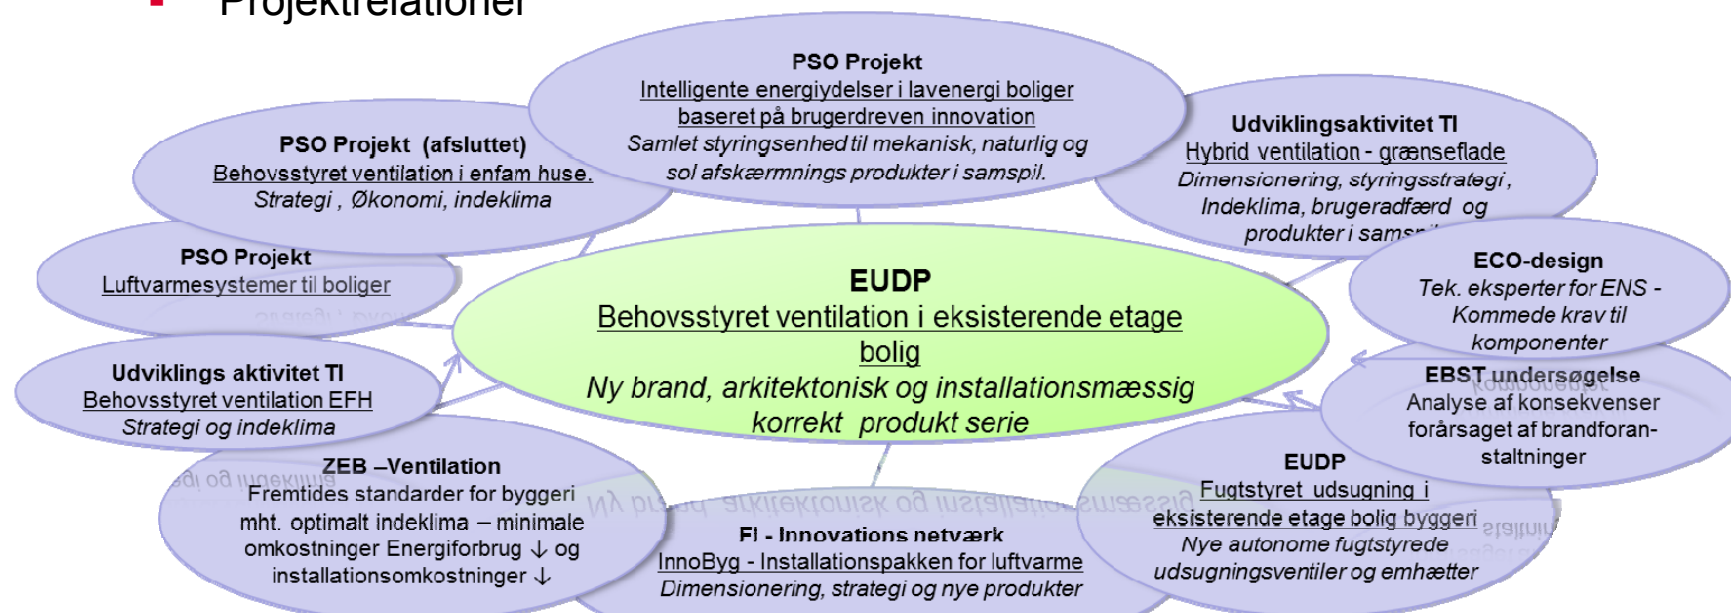 Projektrelationer
PSO Projekt
Intelligente energiydelser i lavenergi boliger
baseret på brugerdreven innovation
Samlet styringsenhed til mekanisk, naturlig og
sol afskærmnings produkter i samspil.
PSO Projekt (afsluttet)
Behovsstyret ventilation i enfam huse.
Strategi , Økonomi, indeklima
Udviklingsaktivitet TI
Hybrid ventilation - grænseflade
Dimensionering, styringsstrategi ,
Indeklima, brugeradfærd og
produkter i samspil
PSO Projekt
Luftvarmesystemer til boliger
ECO-design
Tek. eksperter for ENS -
Kommede krav til
komponenter
EUDP
Behovsstyret ventilation i eksisterende etage
bolig
Ny brand, arkitektonisk og installationsmæssig
korrekt produkt serie
Udviklings aktivitet TI
Behovsstyret ventilation EFH
Strategi og indeklima
EBST undersøgelse
Analyse af konsekvenser
forårsaget af brandforan-
staltninger
ZEB –Ventilation
Fremtides standarder for byggeri
mht. optimalt indeklima – minimale
omkostninger Energiforbrug ↓ og
installationsomkostninger ↓
EUDP
Fugtstyret udsugning i
eksisterende etage bolig byggeri
Nye autonome fugtstyrede
udsugningsventiler og emhætter
FI - Innovations netværk
InnoByg - Installationspakken for luftvarme
Dimensionering, strategi og nye produkter